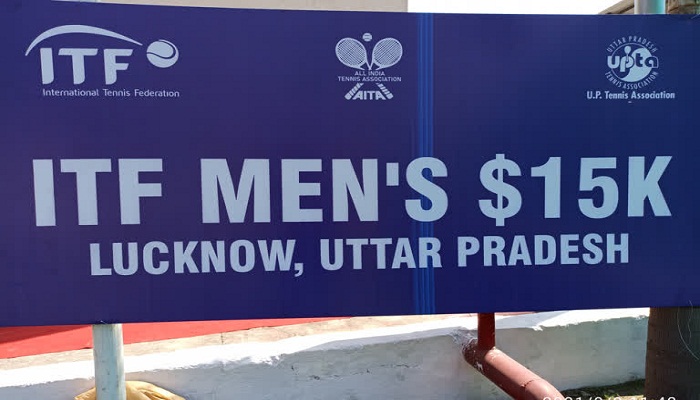 ITF
International Tennis Federation
ALL INDIA
TENNIS ASSOCIATION
AITA
UTTAR PRADESH
upta
TENNIS ASSOCIATION
U.P. Tennis Association
ITF MEN'S $15K
LUCKNOW, UTTAR PRADESH